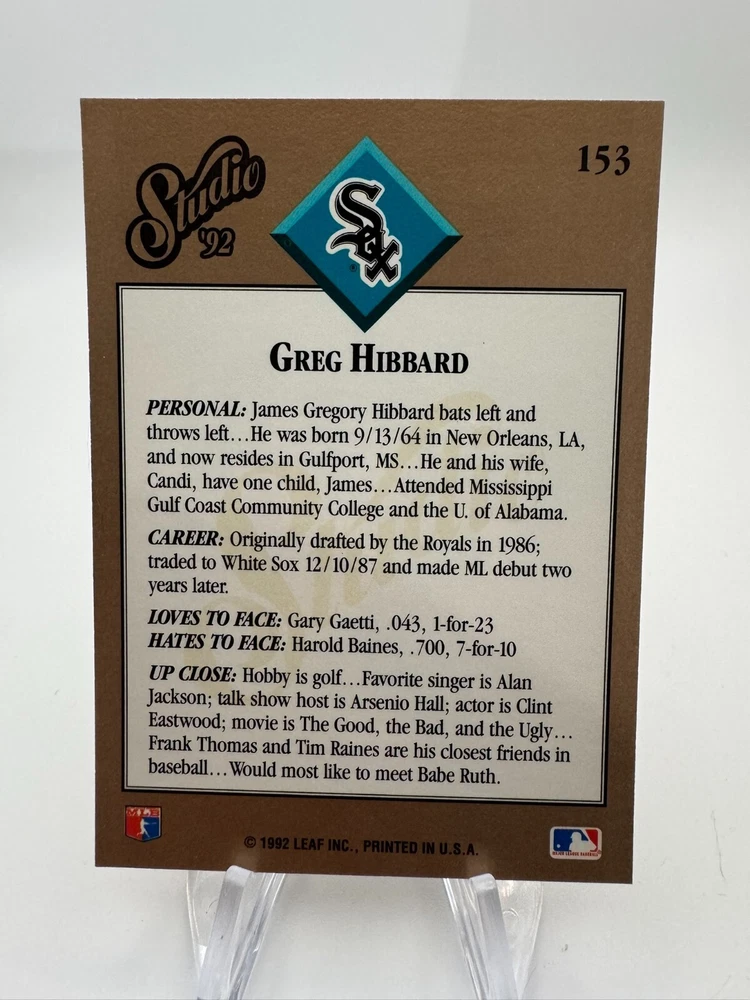 Studio
'92
153
Sox
GREG HIBBARD
PERSONAL: James Gregory Hibbard bats left and
throws left...He was born 9/13/64 in New Orleans, LA,
and now resides in Gulfport, MS...He and his wife,
Candi, have one child, James...Attended Mississippi
Gulf Coast Community College and the U. of Alabama.
CAREER: Originally drafted by the Royals in 1986;
traded to White Sox 12/10/87 and made ML debut two
years later.
LOVES TO FACE: Gary Gaetti, .043, 1-for-23
HATES TO FACE: Harold Baines, .700, 7-for-10
UP CLOSE: Hobby is golf...Favorite singer is Alan
Jackson; talk show host is Arsenio Hall; actor is Clint
Eastwood; movie is The Good, the Bad, and the Ugly...
Frank Thomas and Tim Raines are his closest friends in
baseball...Would most like to meet Babe Ruth.
© 1992 LEAF INC., PRINTED IN U.S.A.
MAJOR LEAGUE BASEBALL